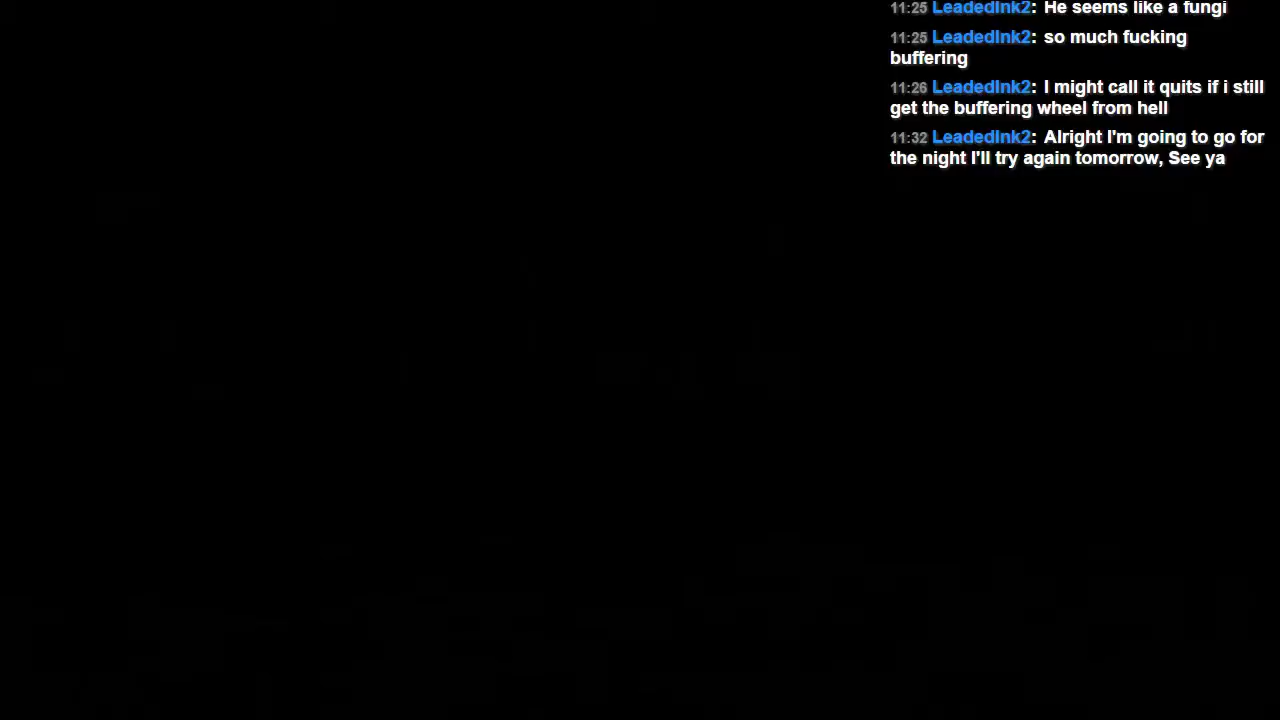 11:25 LeadedInk2: He seems like a fungi
11:25 LeadedInk2: so much fucking
buffering
11:26 LeadedInk2: I might call it quits if i still
get the buffering wheel from hell
11:32 LeadedInk2: Alright I'm going to go for
the night I'll try again tomorrow, See ya